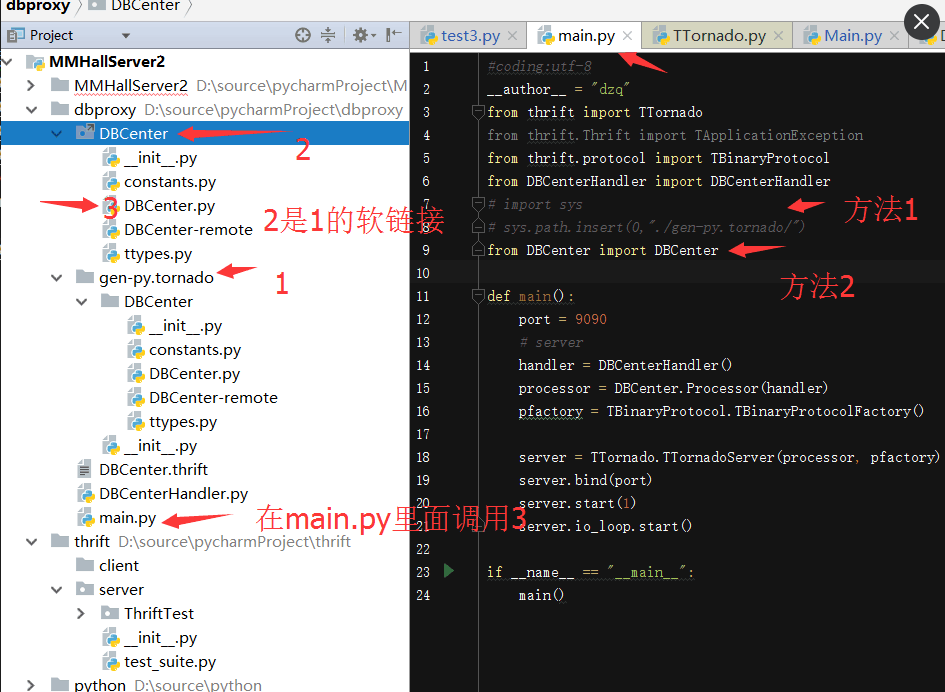 dbproxy DBCenter
Project
test3.py
main.py
TTornado.py
Main.py
MMHallServer2
MMHallServer2 D:\source\pycharmProject\M
dbproxy D:\source\pycharmProject\dbproxy
DBCenter
2
__init__.py
constants.py
3
DBCenter.py
2是1的软链接
DBCenter-remote
ttypes.py
gen-py.tornado
1
DBCenter
__init__.py
constants.py
DBCenter.py
DBCenter-remote
ttypes.py
__init__.py
DBCenter.thrift
DBCenterHandler.py
main.py
在main.py里面调用3
thrift D:\source\pycharmProject\thrift
client
server
ThriftTest
__init__.py
test_suite.py
python D:\source\python
1 #coding:utf-8
2 __author__ = "dzq"
3 from thrift import TTornado
4 from thrift.Thrift import TApplicationException
5 from thrift.protocol import TBinaryProtocol
6 from DBCenterHandler import DBCenterHandler
7 # import sys
方法1
8 # sys.path.insert(0,"./gen-py.tornado/")
9 from DBCenter import DBCenter
方法2
10
11 def main():
12 port = 9090
13 # server
14 handler = DBCenterHandler()
15 processor = DBCenter.Processor(handler)
16 pfactory = TBinaryProtocol.TBinaryProtocolFactory()
17
18 server = TTornado.TTornadoServer(processor, pfactory)
19 server.bind(port)
20 server.start(1)
21 server.io_loop.start()
22
23 if __name__ == "__main__":
24 main()